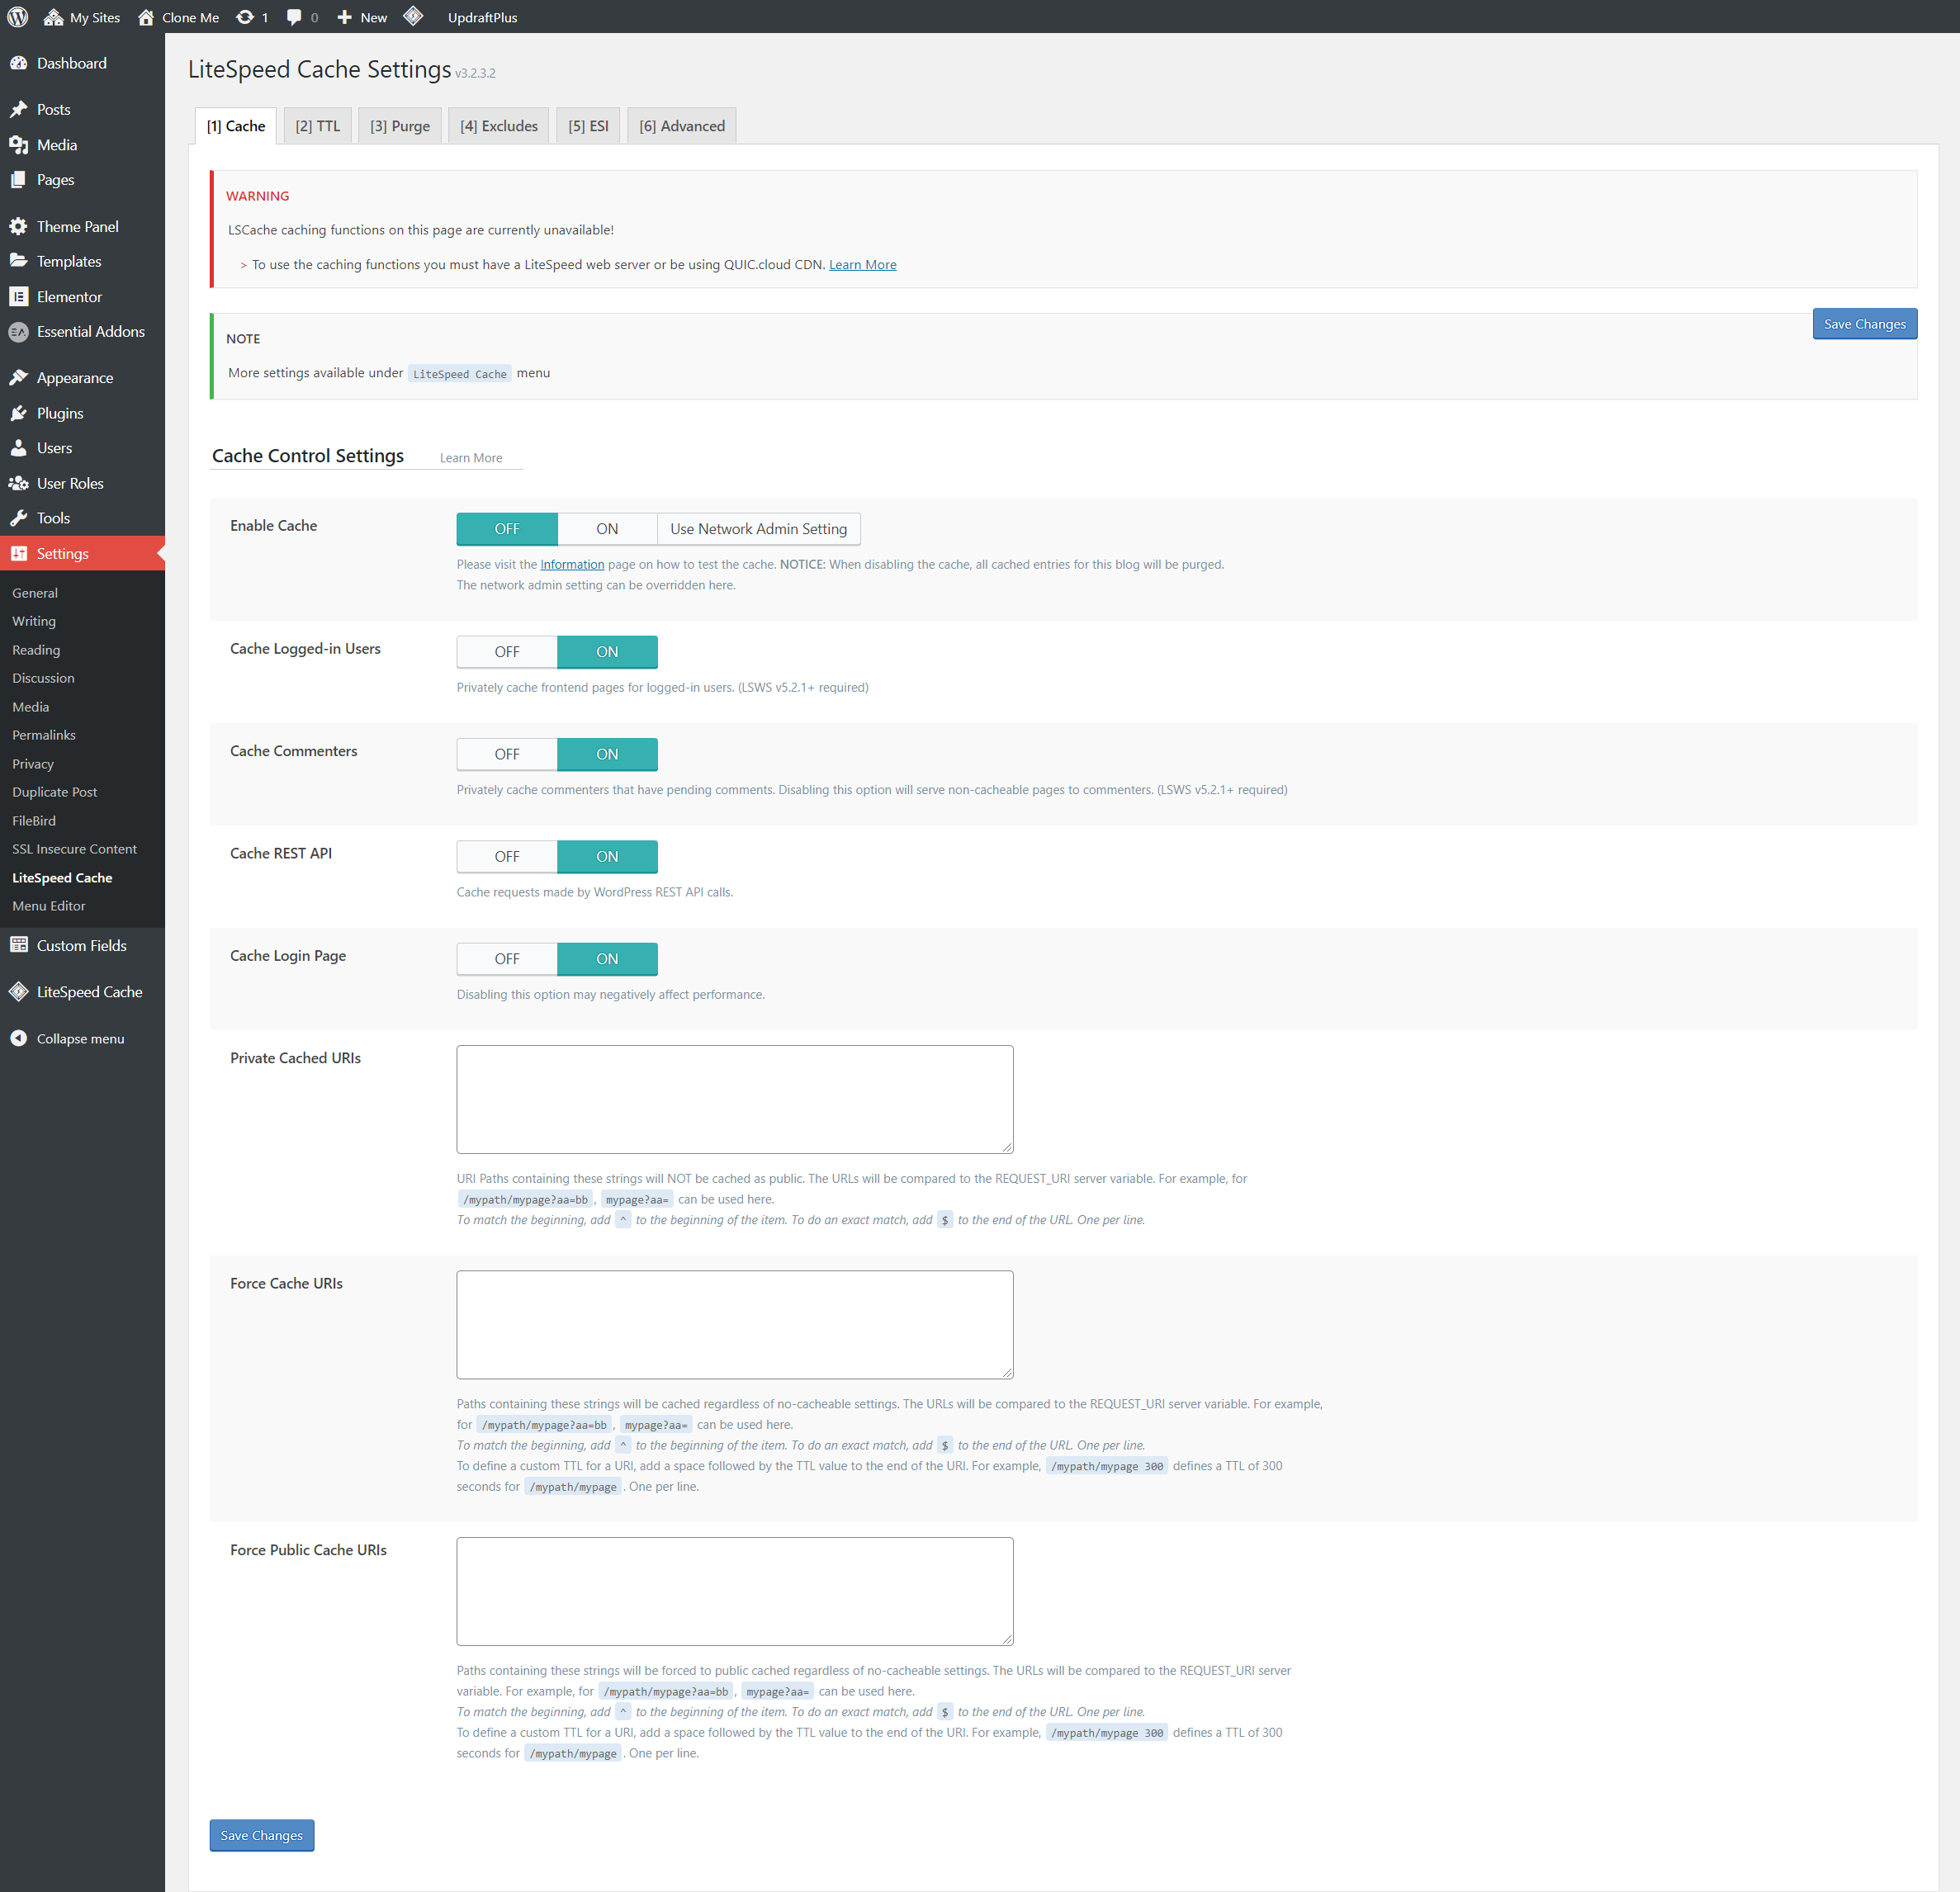 My Sites Clone Me 1 0 New UpdraftPlus
Dashboard
Posts
Media
Pages
Theme Panel
Templates
Elementor
Essential Addons
Appearance
Plugins
Users
User Roles
Tools
Settings
General
Writing
Reading
Discussion
Media
Permalinks
Privacy
Duplicate Post
FileBird
SSL Insecure Content
LiteSpeed Cache
Menu Editor
Custom Fields
LiteSpeed Cache
Collapse menu
LiteSpeed Cache Settings v3.2.3.2
[1] Cache [2] TTL [3] Purge [4] Excludes [5] ESI [6] Advanced
WARNING
LSCache caching functions on this page are currently unavailable!
> To use the caching functions you must have a LiteSpeed web server or be using QUIC.cloud CDN. Learn More
Save Changes
NOTE
More settings available under LiteSpeed Cache menu
Cache Control Settings Learn More
Enable Cache
OFF ON Use Network Admin Setting
Please visit the Information page on how to test the cache. NOTICE: When disabling the cache, all cached entries for this blog will be purged.
The network admin setting can be overridden here.
Cache Logged-in Users
OFF ON
Privately cache frontend pages for logged-in users. (LSWS v5.2.1+ required)
Cache Commenters
OFF ON
Privately cache commenters that have pending comments. Disabling this option will serve non-cacheable pages to commenters. (LSWS v5.2.1+ required)
Cache REST API
OFF ON
Cache requests made by WordPress REST API calls.
Cache Login Page
OFF ON
Disabling this option may negatively affect performance.
Private Cached URIs
URI Paths containing these strings will NOT be cached as public. The URLs will be compared to the REQUEST_URI server variable. For example, for
/mypath/mypage?aa=bb , mypage?aa= can be used here.
To match the beginning, add ^ to the beginning of the item. To do an exact match, add $ to the end of the URL. One per line.
Force Cache URIs
Paths containing these strings will be cached regardless of no-cacheable settings. The URLs will be compared to the REQUEST_URI server variable. For example,
for /mypath/mypage?aa=bb , mypage?aa= can be used here.
To match the beginning, add ^ to the beginning of the item. To do an exact match, add $ to the end of the URL. One per line.
To define a custom TTL for a URI, add a space followed by the TTL value to the end of the URI. For example, /mypath/mypage 300 defines a TTL of 300
seconds for /mypath/mypage . One per line.
Force Public Cache URIs
Paths containing these strings will be forced to public cached regardless of no-cacheable settings. The URLs will be compared to the REQUEST_URI server
variable. For example, for /mypath/mypage?aa=bb , mypage?aa= can be used here.
To match the beginning, add ^ to the beginning of the item. To do an exact match, add $ to the end of the URL. One per line.
To define a custom TTL for a URI, add a space followed by the TTL value to the end of the URI. For example, /mypath/mypage 300 defines a TTL of 300
seconds for /mypath/mypage . One per line.
Save Changes